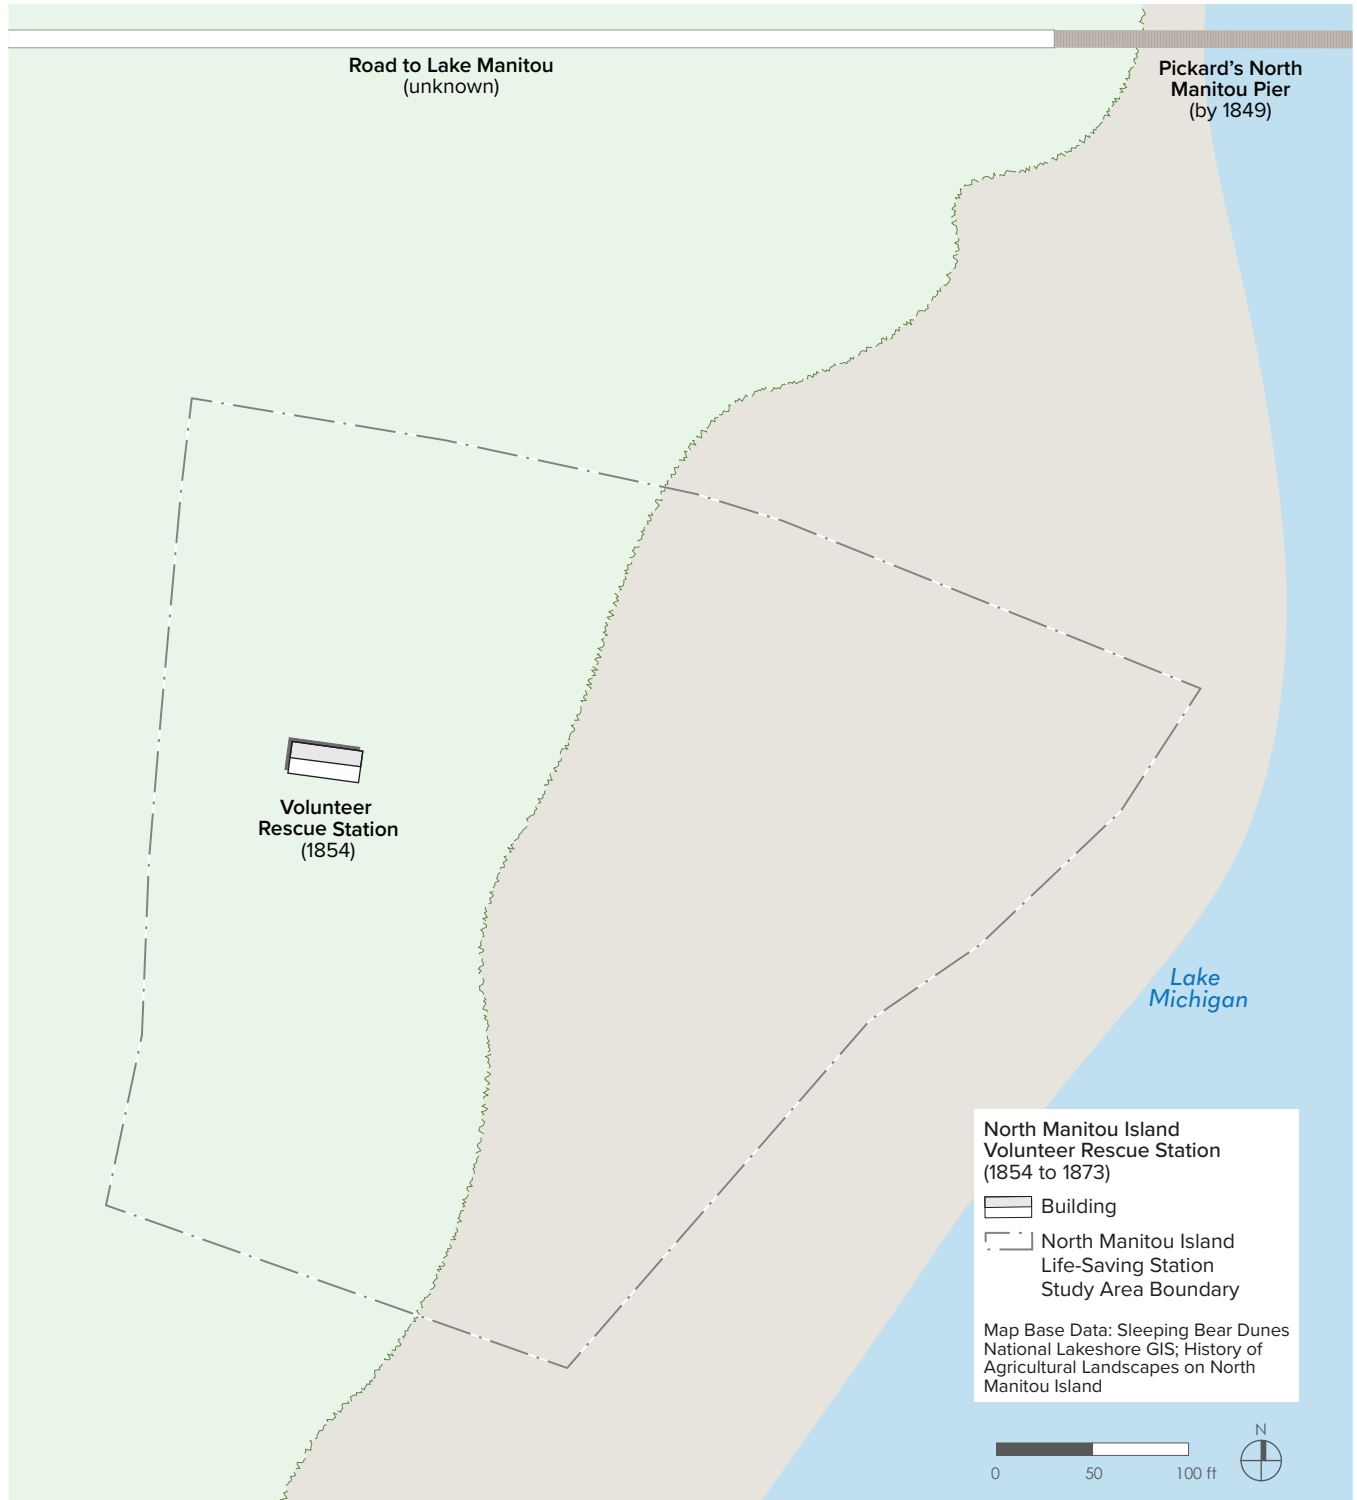 Road to Lake Manitou
(unknown)
Pickard’s North
Manitou Pier
(by 1849)
Volunteer
Rescue Station
(1854)
Lake
Michigan
North Manitou Island
Volunteer Rescue Station
(1854 to 1873)
Building
North Manitou Island
Life-Saving Station
Study Area Boundary
Map Base Data: Sleeping Bear Dunes
National Lakeshore GIS; History of
Agricultural Landscapes on North
Manitou Island
N
0 50 100 ft